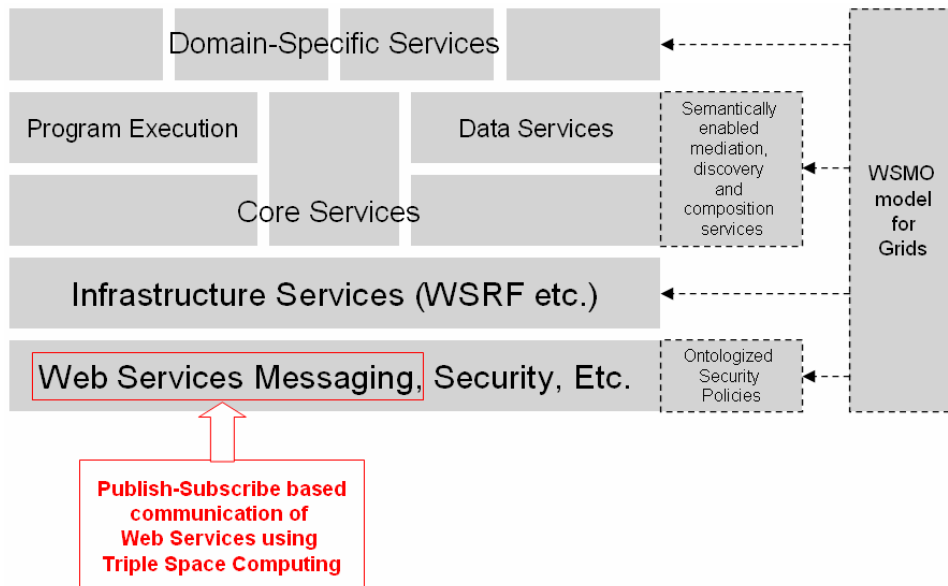 Domain-Specific Services
Program Execution
Data Services
Core Services
Semantically
enabled
mediation,
discovery
and
composition
services
WSMO
model
for
Grids
Infrastructure Services (WSRF etc.)
Web Services Messaging, Security, Etc.
Ontologized
Security
Policies
Publish-Subscribe based
communication of
Web Services using
Triple Space Computing